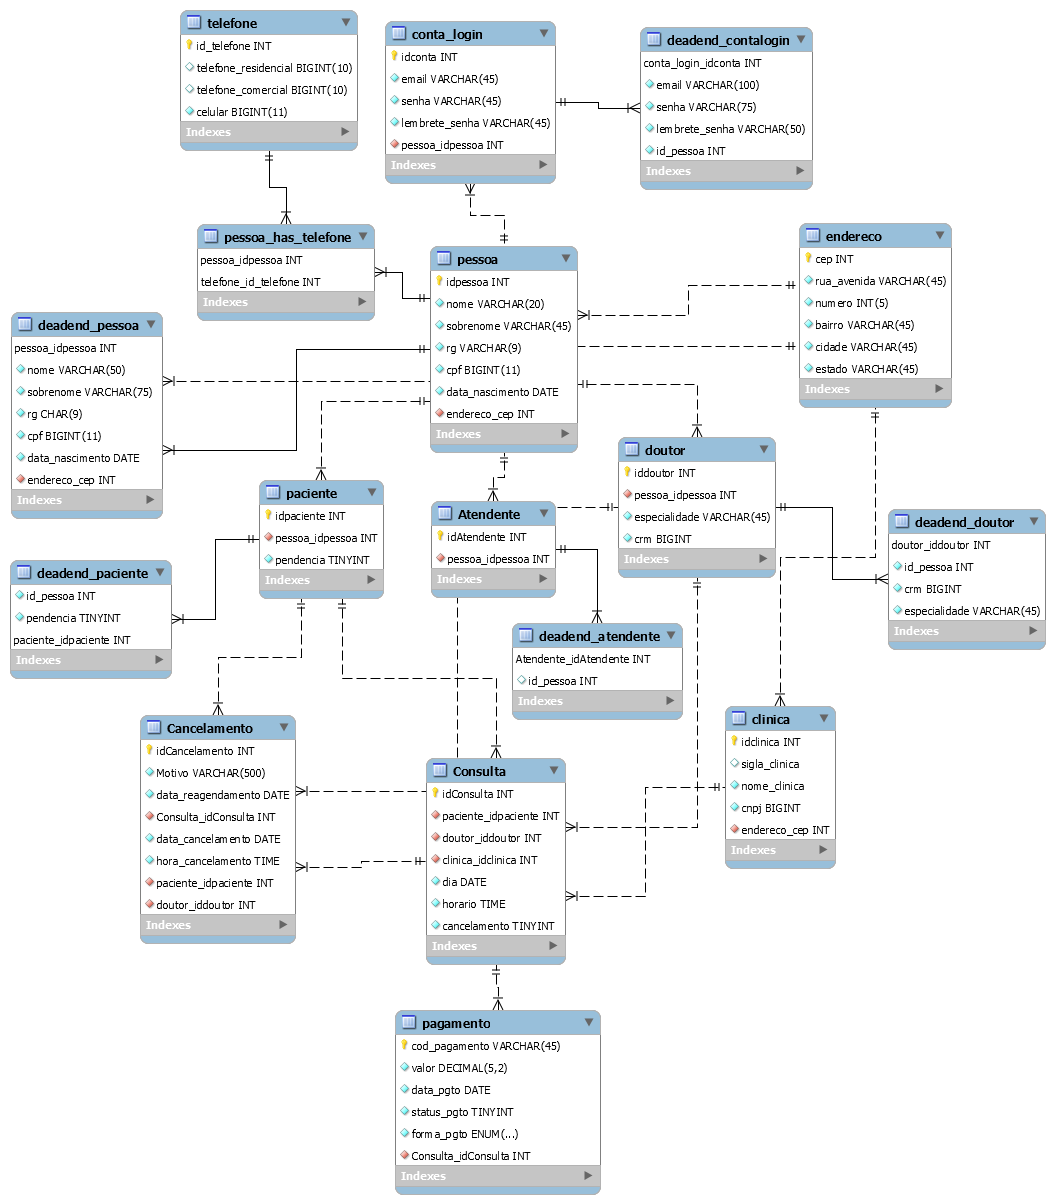 telefone
id_telefone INT
telefone_residencial BIGINT(10)
telefone_comercial BIGINT(10)
celular BIGINT(11)
Indexes
conta_login
idconta INT
email VARCHAR(45)
senha VARCHAR(45)
lembrete_senha VARCHAR(45)
pessoa_idpessoa INT
Indexes
deadend_contalogin
conta_login_idconta INT
email VARCHAR(100)
senha VARCHAR(75)
lembrete_senha VARCHAR(50)
id_pessoa INT
Indexes
pessoa_has_telefone
pessoa_idpessoa INT
telefone_id_telefone INT
Indexes
pessoa
idpessoa INT
nome VARCHAR(20)
sobrenome VARCHAR(45)
rg VARCHAR(9)
cpf BIGINT(11)
data_nascimento DATE
endereco_cep INT
Indexes
endereco
cep INT
rua_avenida VARCHAR(45)
numero INT(5)
bairro VARCHAR(45)
cidade VARCHAR(45)
estado VARCHAR(45)
Indexes
deadend_pessoa
pessoa_idpessoa INT
nome VARCHAR(50)
sobrenome VARCHAR(75)
rg CHAR(9)
cpf BIGINT(11)
data_nascimento DATE
endereco_cep INT
Indexes
paciente
idpaciente INT
pessoa_idpessoa INT
pendencia TINYINT
Indexes
Atendente
idAtendente INT
pessoa_idpessoa INT
Indexes
doutor
iddoutor INT
pessoa_idpessoa INT
especialidade VARCHAR(45)
crm BIGINT
Indexes
deadend_doutor
doutor_iddoutor INT
id_pessoa INT
crm BIGINT
especialidade VARCHAR(45)
Indexes
deadend_paciente
id_pessoa INT
pendencia TINYINT
paciente_idpaciente INT
Indexes
deadend_atendente
Atendente_idAtendente INT
id_pessoa INT
Indexes
Cancelamento
idCancelamento INT
Motivo VARCHAR(500)
data_reagendamento DATE
Consulta_idConsulta INT
data_cancelamento DATE
hora_cancelamento TIME
paciente_idpaciente INT
doutor_iddoutor INT
Indexes
Consulta
idConsulta INT
paciente_idpaciente INT
doutor_iddoutor INT
clinica_idclinica INT
dia DATE
horario TIME
cancelamento TINYINT
Indexes
clinica
idclinica INT
sigla_clinica
nome_clinica
cnpj BIGINT
endereco_cep INT
Indexes
pagamento
cod_pagamento VARCHAR(45)
valor DECIMAL(5,2)
data_pgto DATE
status_pgto TINYINT
forma_pgto ENUM(...)
Consulta_idConsulta INT
Indexes